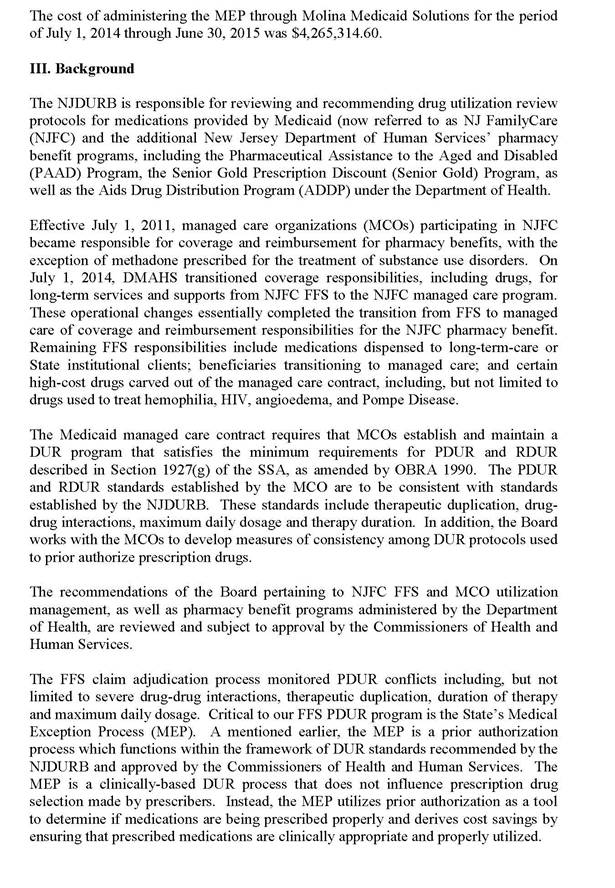 The cost of administering the MEP through Molina Medicaid Solutions for the period
of July 1, 2014 through June 30, 2015 was $4,265,314.60.
III. Background
The NJDURB is responsible for reviewing and recommending drug utilization review
protocols for medications provided by Medicaid (now referred to as NJ FamilyCare
(NJFC) and the additional New Jersey Department of Human Services' pharmacy
benefit programs, including the Pharmaceutical Assistance to the Aged and Disabled
(PAAD) Program, the Senior Gold Prescription Discount (Senior Gold) Program, as
well as the Aids Drug Distribution Program (ADDP) under the Department of Health.
Effective July 1, 2011, managed care organizations (MCOs) participating in NJFC
became responsible for coverage and reimbursement for pharmacy benefits, with the
exception of methadone prescribed for the treatment of substance use disorders. On
July 1, 2014, DMAHS transitioned coverage responsibilities, including drugs, for
long-term services and supports from NJFC FFS to the NJFC managed care program.
These operational changes essentially completed the transition from FFS to managed
care of coverage and reimbursement responsibilities for the NJFC pharmacy benefit.
Remaining FFS responsibilities include medications dispensed to long-term-care or
State institutional clients; beneficiaries transitioning to managed care; and certain
high-cost drugs carved out of the managed care contract, including, but not limited to
drugs used to treat hemophilia, HIV, angioedema, and Pompe Disease.
The Medicaid managed care contract requires that MCOs establish and maintain a
DUR program that satisfies the minimum requirements for PDUR and RDUR
described in Section 1927(g) of the SSA, as amended by OBRA 1990. The PDUR
and RDUR standards established by the MCO are to be consistent with standards
established by the NJDURB. These standards include therapeutic duplication, drug-
drug interactions, maximum daily dosage and therapy duration. In addition, the Board
works with the MCOs to develop measures of consistency among DUR protocols used
to prior authorize prescription drugs.
The recommendations of the Board pertaining to NJFC FFS and MCO utilization
management, as well as pharmacy benefit programs administered by the Department
of Health, are reviewed and subject to approval by the Commissioners of Health and
Human Services.
The FFS claim adjudication process monitored PDUR conflicts including, but not
limited to severe drug-drug interactions, therapeutic duplication, duration of therapy
and maximum daily dosage. Critical to our FFS PDUR program is the State's Medical
Exception Process (MEP). A mentioned earlier, the MEP is a prior authorization
process which functions within the framework of DUR standards recommended by the
NJDURB and approved by the Commissioners of Health and Human Services. The
MEP is a clinically-based DUR process that does not influence prescription drug
selection made by prescribers. Instead, the MEP utilizes prior authorization as a tool
to determine if medications are being prescribed properly and derives cost savings by
ensuring that prescribed medications are clinically appropriate and properly utilized.